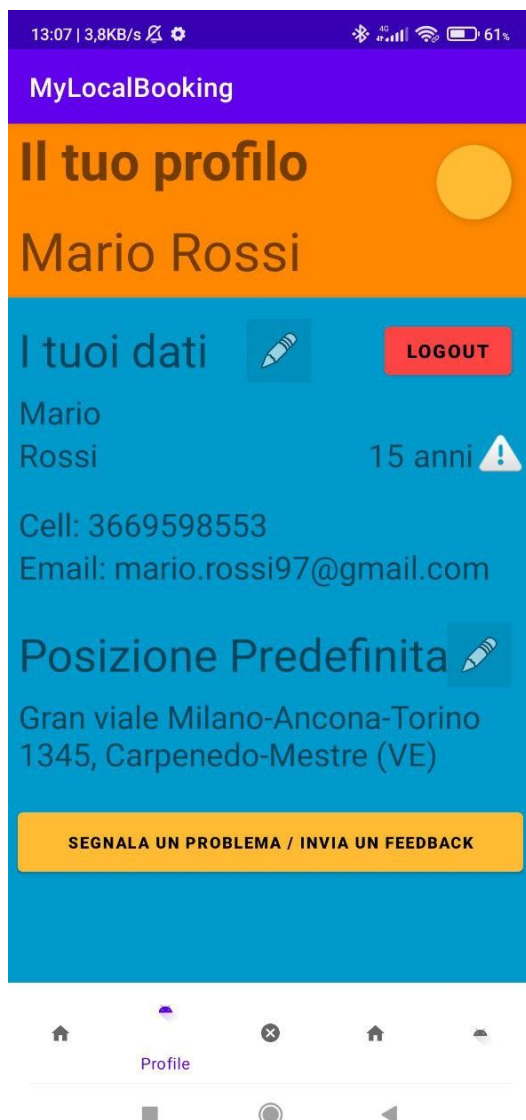 13:07 | 3,8KB/s 4G 61%
MyLocalBooking
Il tuo profilo
Mario Rossi
I tuoi dati
LOGOUT
Mario
Rossi 15 anni
Cell: 3669598553
Email: mario.rossi97@gmail.com
Posizione Predefinita
Gran viale Milano-Ancona-Torino
1345, Carpenedo-Mestre (VE)
SEGNALA UN PROBLEMA / INVIA UN FEEDBACK
Profile